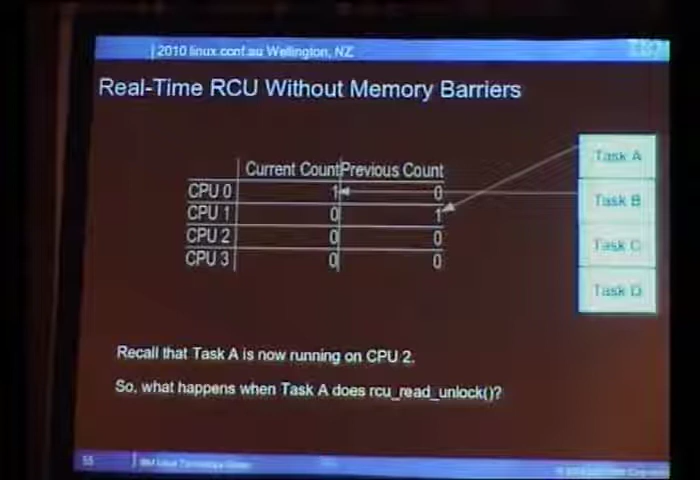 2010 linux.conf.au Wellington, NZ
IBM
Real-Time RCU Without Memory Barriers
Current Count Previous Count
CPU 0 1 0
CPU 1 0 1
CPU 2 0 0
CPU 3 0 0
Task A
Task B
Task C
Task D
Recall that Task A is now running on CPU 2.
So, what happens when Task A does rcu_read_unlock()?
55
IBM Linux Technology Center